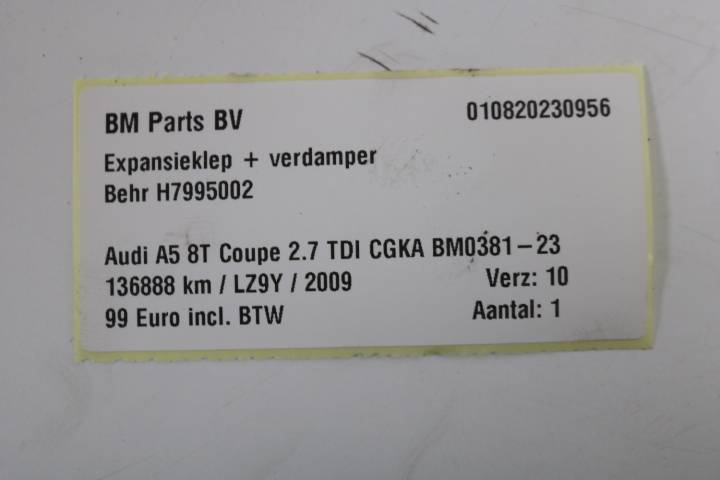 BM Parts BV 010820230956
Expansieklep + verdamper
Behr H7995002
Audi A5 8T Coupe 2.7 TDI CGKA BM0381-23
136888 km / LZ9Y / 2009 Verz: 10
99 Euro incl. BTW Aantal: 1